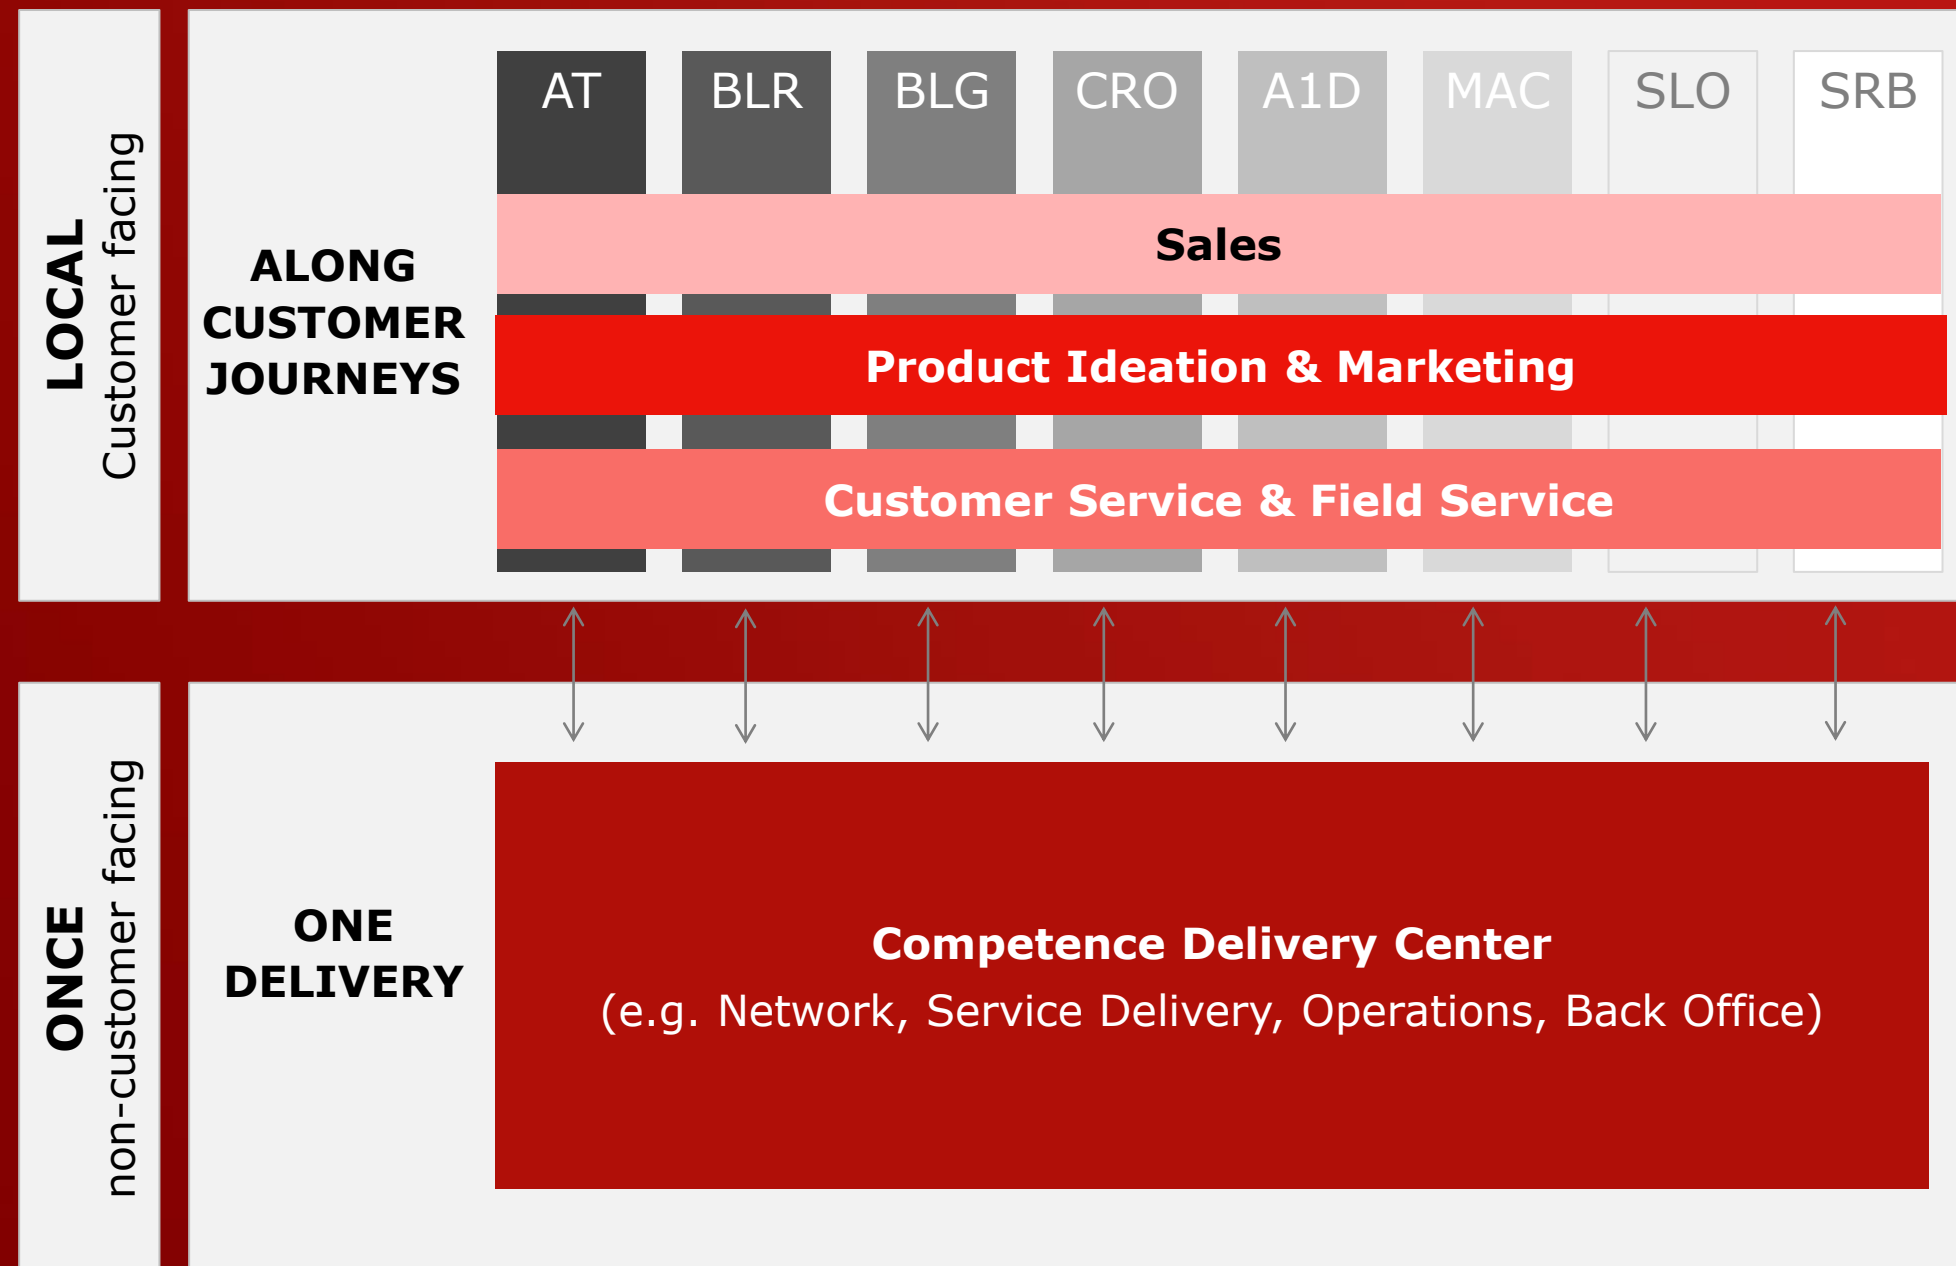 LOCAL
Customer facing
ALONG
CUSTOMER
JOURNEYS
AT BLR BLG CRO A1D MAC SLO SRB
Sales
Product Ideation & Marketing
Customer Service & Field Service
ONCE
non-customer facing
ONE
DELIVERY
Competence Delivery Center
(e.g. Network, Service Delivery, Operations, Back Office)